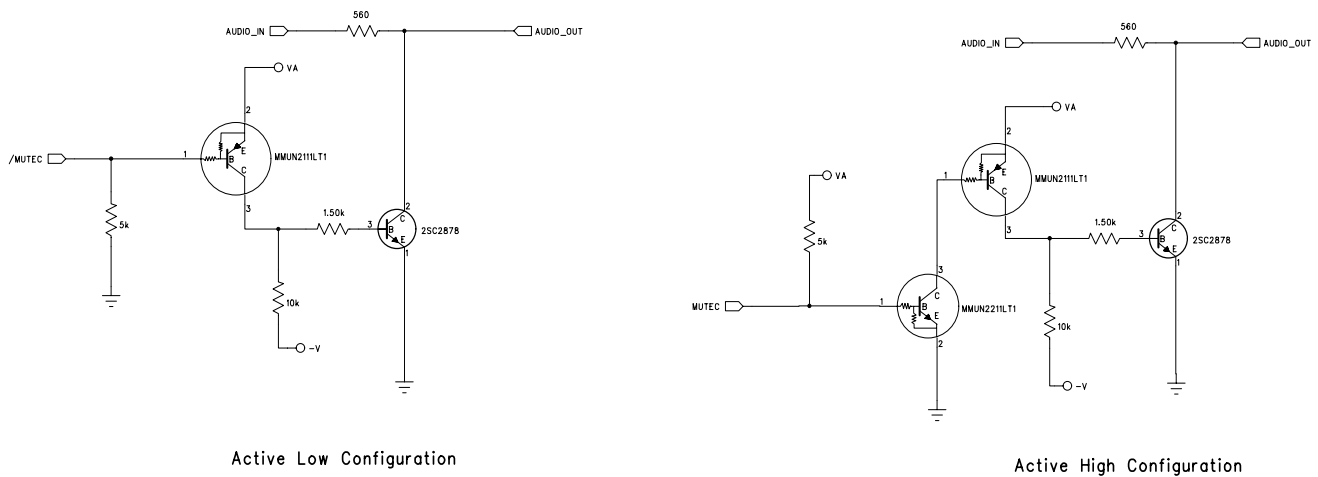 560
AUDIO_IN
AUDIO_OUT
VA
2
/MUTEC
1
B
E
C
MMUN2111LT1
3
5k
1.50k
3
B
C
E
2
1
2SC2878
10k
-V
Active Low Configuration
560
AUDIO_IN
AUDIO_OUT
VA
2
1
B
E
C
MMUN2111LT1
3
VA
5k
1.50k
3
B
C
E
2
1
2SC2878
MUTEC
1
3
C
B
E
2
MMUN2211LT1
10k
-V
Active High Configuration